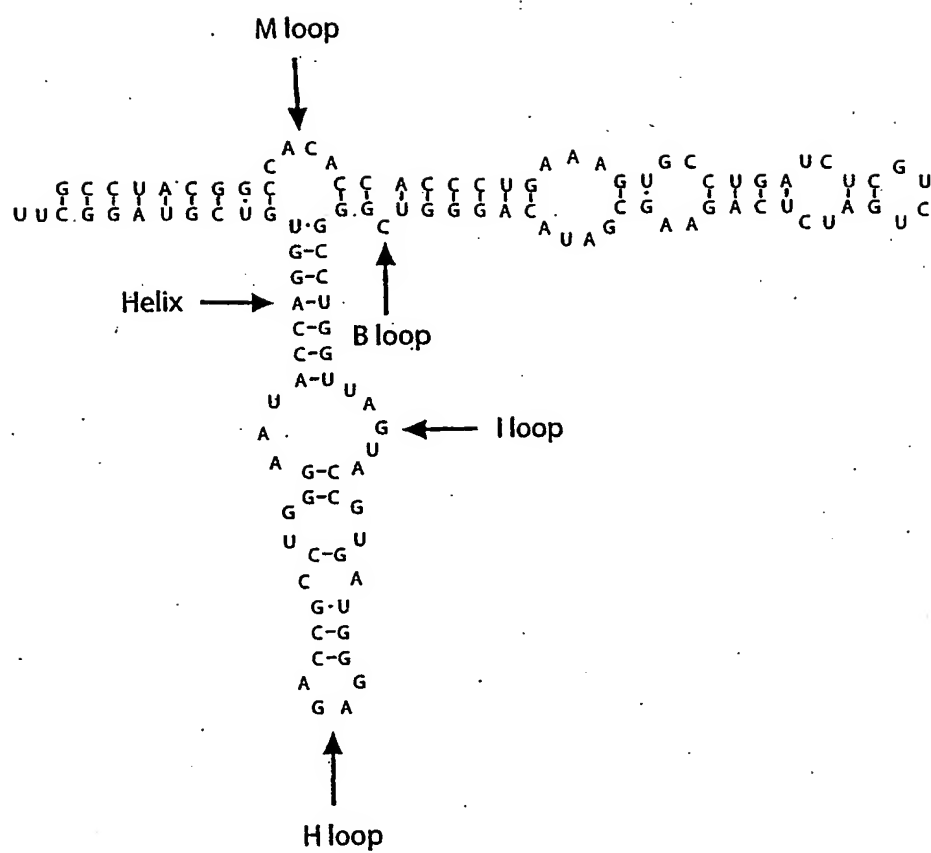 M loop
A C
C A A A A G C U C G
A U
G C C U A C G G C C C A C C C U G G U C U G A U C U
U U C G G A U G C U G G G U G G G A C C G G A C U A G C
U·G C A G A A C U
G-C A U
G-C
Helix A-U
C-G B loop
C-G
A-U U
U A
A G I loop
U
A G-C A
G G-C G
U C-G U
C A
G·U
C-G
C-G
A G
G A
H loop